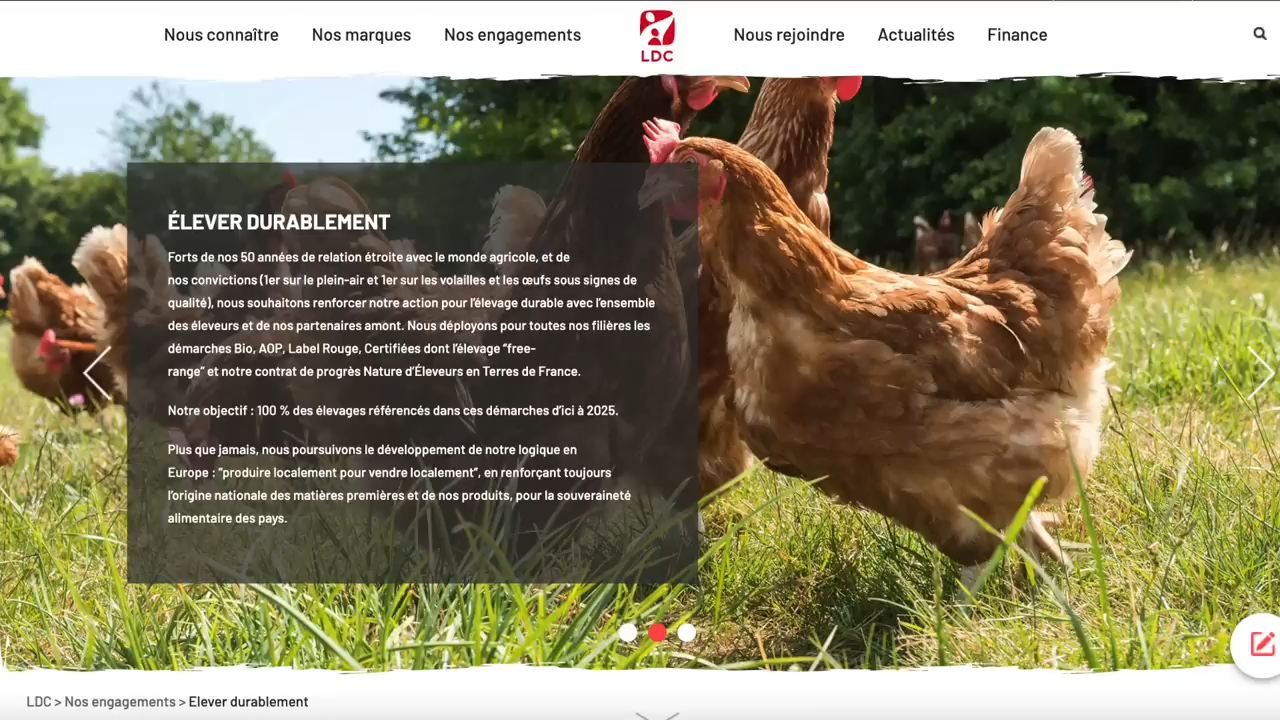 Nous connaître Nos marques Nos engagements LDC Nous rejoindre Actualités Finance
ÉLEVER DURABLEMENT
Forts de nos 50 années de relation étroite avec le monde agricole, et de
nos convictions (1er sur le plein-air et 1er sur les volailles et les œufs sous signes de
qualité), nous souhaitons renforcer notre action pour l’élevage durable avec l’ensemble
des éleveurs et de nos partenaires amont. Nous déployons pour toutes nos filières les
démarches Bio, AOP, Label Rouge, Certifiées dont l’élevage “free-
range” et notre contrat de progrès Nature d’Éleveurs en Terres de France.
Notre objectif : 100 % des élevages référencés dans ces démarches d’ici à 2025.
Plus que jamais, nous poursuivons le développement de notre logique en
Europe : “produire localement pour vendre localement”, en renforçant toujours
l’origine nationale des matières premières et de nos produits, pour la souveraineté
alimentaire des pays.
LDC > Nos engagements > Elever durablement